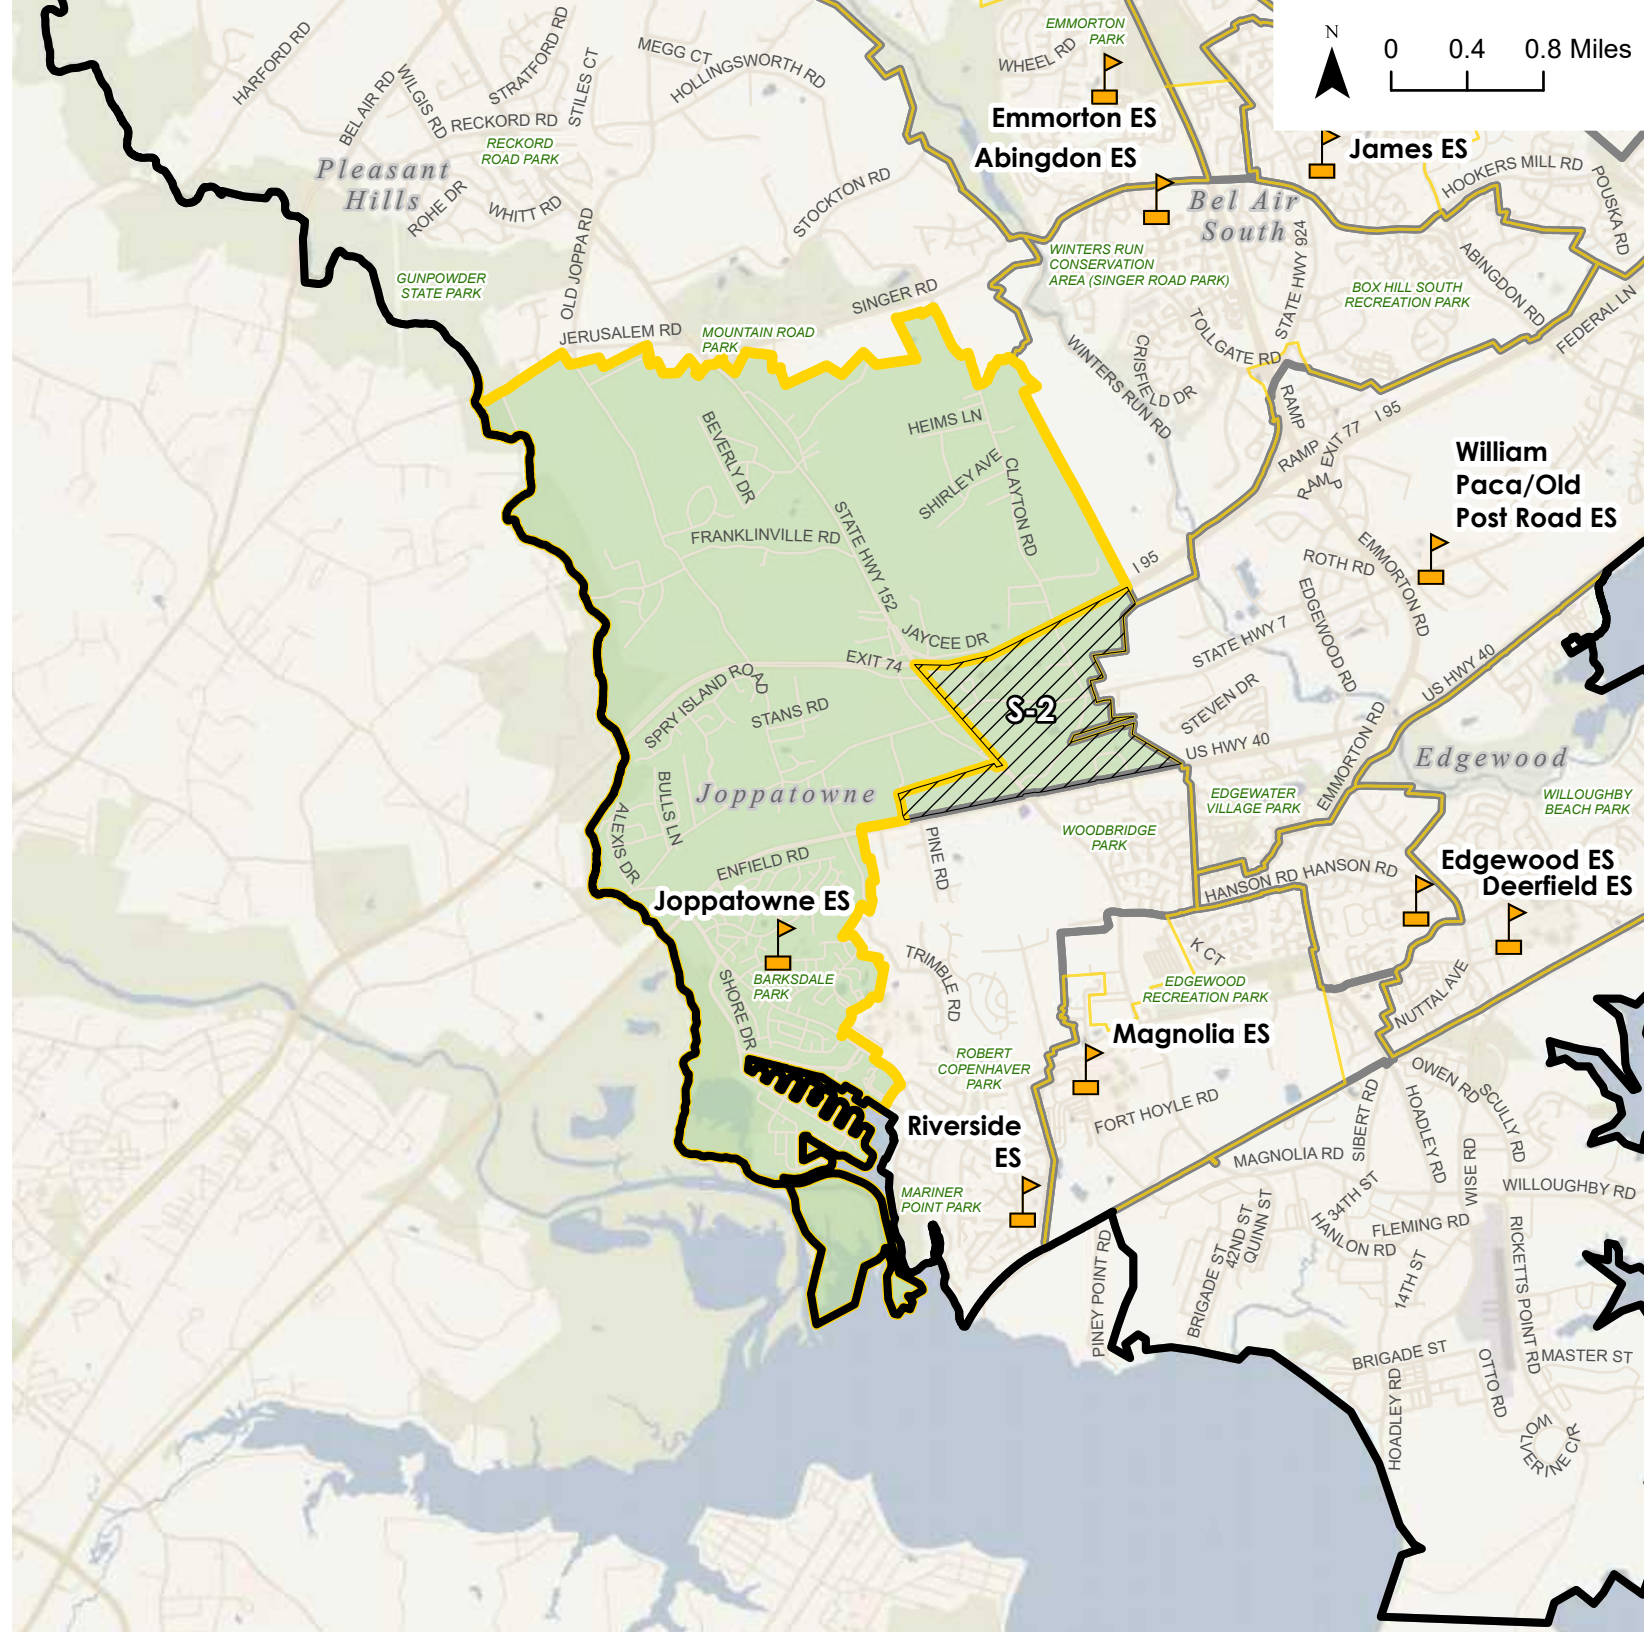 N
0 0.4 0.8 Miles
EMMORTON
PARK
WHEEL RD
Emmorton ES
Abingdon ES
James ES
HOOKERS MILL RD
POUSKA RD
HARFORD RD
BEL AIR RD
WILGIS RD
STRATFORD RD
STILES CT
MEGG CT
HOLLINGSWORTH RD
RECKORD RD
RECKORD
ROAD PARK
Pleasant
Hills
ROHE DR
WHITT RD
OLD JOPPA RD
STOCKTON RD
Bel Air
South
STATE HWY 924
ABINGDON RD
FEDERAL LN
WINTERS RUN
CONSERVATION
AREA (SINGER ROAD PARK)
BOX HILL SOUTH
RECREATION PARK
GUNPOWDER
STATE PARK
SINGER RD
JERUSALEM RD
MOUNTAIN ROAD
PARK
TOLLGATE RD
CRISFIELD DR
WINTERS RUN RD
RAMP
I 95
EXIT 77
RAMP
RAMP
BEVERLY DR
HEIMS LN
SHIRLEY AVE
CLAYTON RD
STATE HWY 152
FRANKLINVILLE RD
William
Paca/Old
Post Road ES
I 95
ROTH RD
EMMORTON RD
EDGEWOOD RD
STATE HWY 7
US HWY 40
JAYCEE DR
EXIT 74
SPRY ISLAND ROAD
STANS RD
S-2
STEVEN DR
US HWY 40
EMMORTON RD
Edgewood
Joppatowne
BULLS LN
ALEXIS DR
EDGEWATER
VILLAGE PARK
WILLOUGHBY
BEACH PARK
WOODBRIDGE
PARK
PINE RD
ENFIELD RD
HANSON RD
HANSON RD
Edgewood ES
Deerfield ES
Joppatowne ES
BARKSDALE
PARK
SHORE DR
TRIMBLE RD
K CT
EDGEWOOD
RECREATION PARK
NUTTAL AVE
Magnolia ES
ROBERT
COPENHAVER
PARK
FORT HOYLE RD
OWEN RD
SCULLY RD
SIBERT RD
HOADLEY RD
WISE RD
Riverside
ES
MAGNOLIA RD
WILLOUGHBY RD
MARINER
POINT PARK
34TH ST
FLEMING RD
HANLON RD
42ND ST
QUINN ST
BRIGADE ST
PINEY POINT RD
14TH ST
RICKETTS POINT RD
BRIGADE ST
MASTER ST
OTTO RD
HOADLEY RD
WOLVERINE CIR